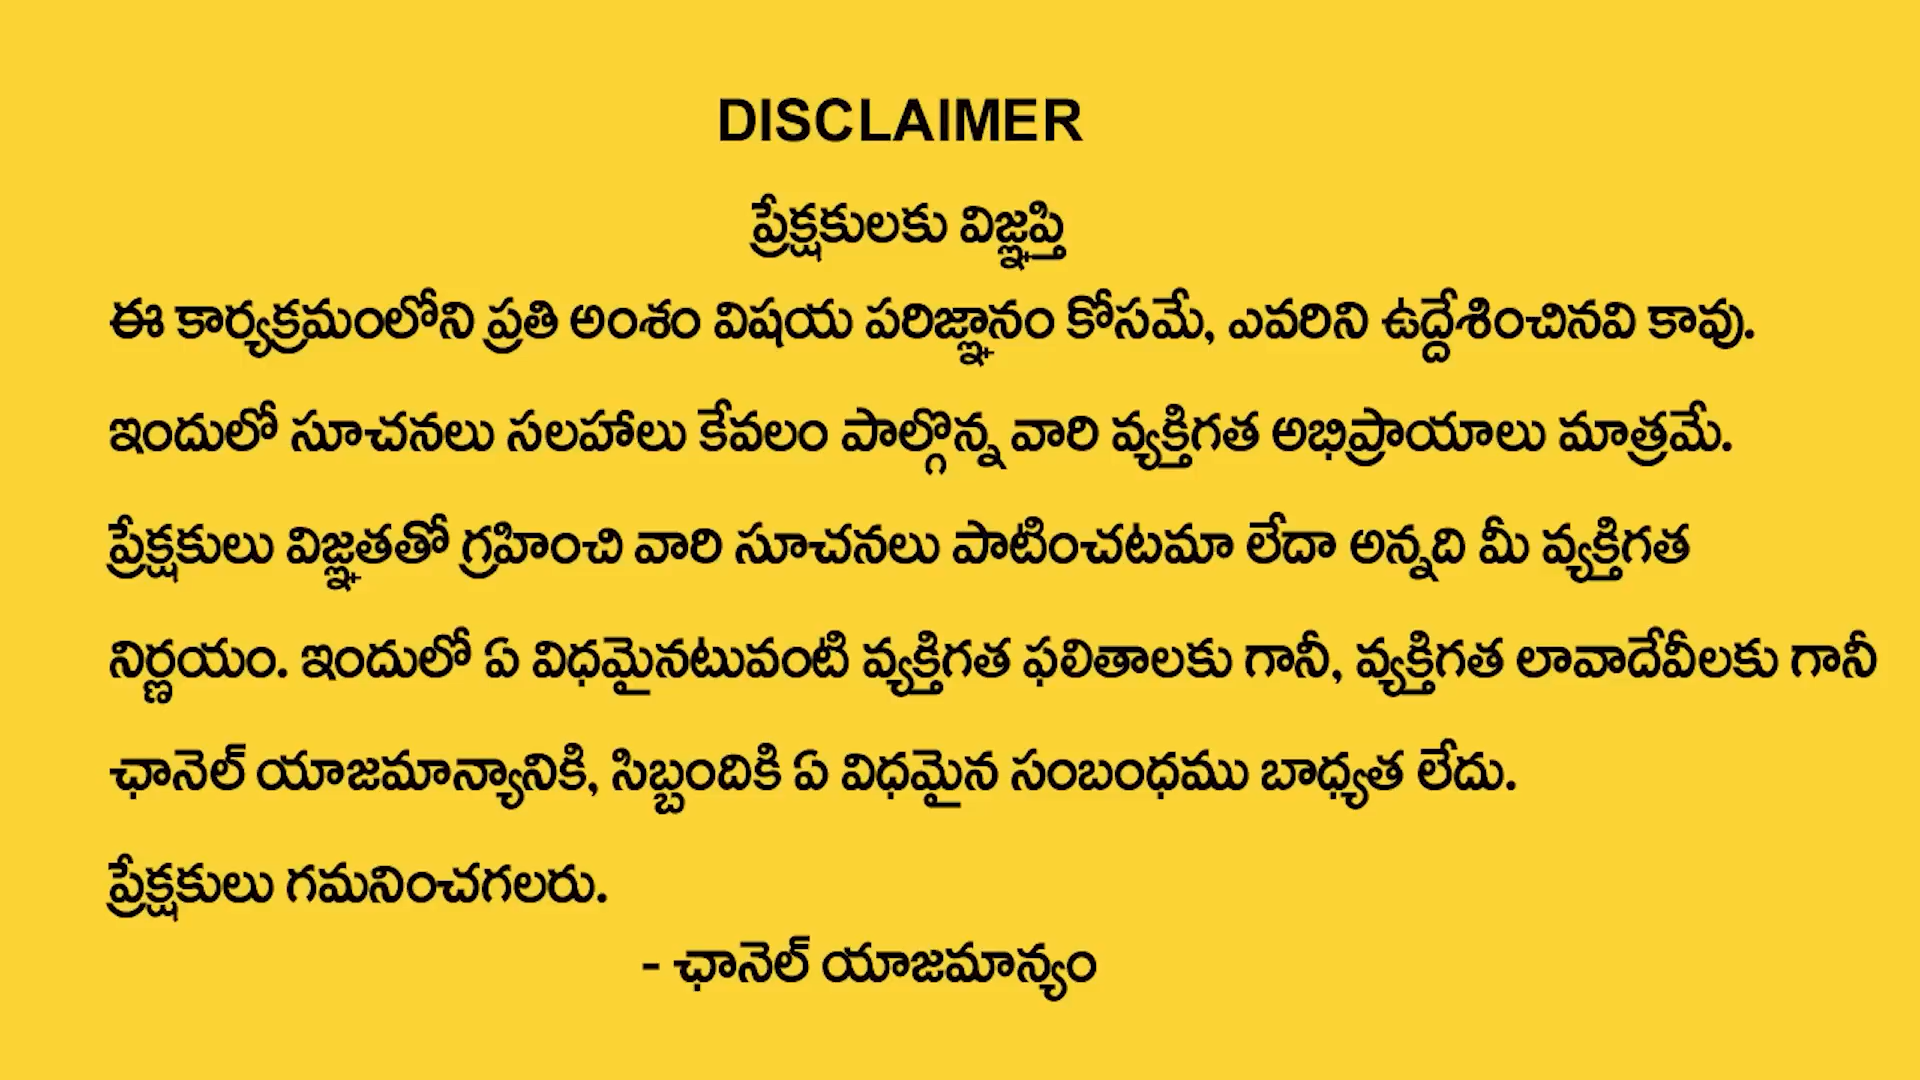 DISCLAIMER
ప్రేక్షకులకు విజ్ఞప్తి
ఈ కార్యక్రమంలోని ప్రతి అంశం విషయ పరిజ్ఞానం కోసమే, ఎవరిని ఉద్దేశించినవి కావు.
ఇందులో సూచనలు సలహాలు కేవలం పాల్గొన్న వారి వ్యక్తిగత అభిప్రాయాలు మాత్రమే.
ప్రేక్షకులు విజ్ఞతతో గ్రహించి వారి సూచనలు పాటించటమా లేదా అన్నది మీ వ్యక్తిగత
నిర్ణయం. ఇందులో ఏ విధమైనటువంటి వ్యక్తిగత ఫలితాలకు గానీ, వ్యక్తిగత లావాదేవీలకు గానీ
ఛానెల్ యాజమాన్యానికి, సిబ్బందికి ఏ విధమైన సంబంధము బాధ్యత లేదు.
ప్రేక్షకులు గమనించగలరు.
- ఛానెల్ యాజమాన్యం